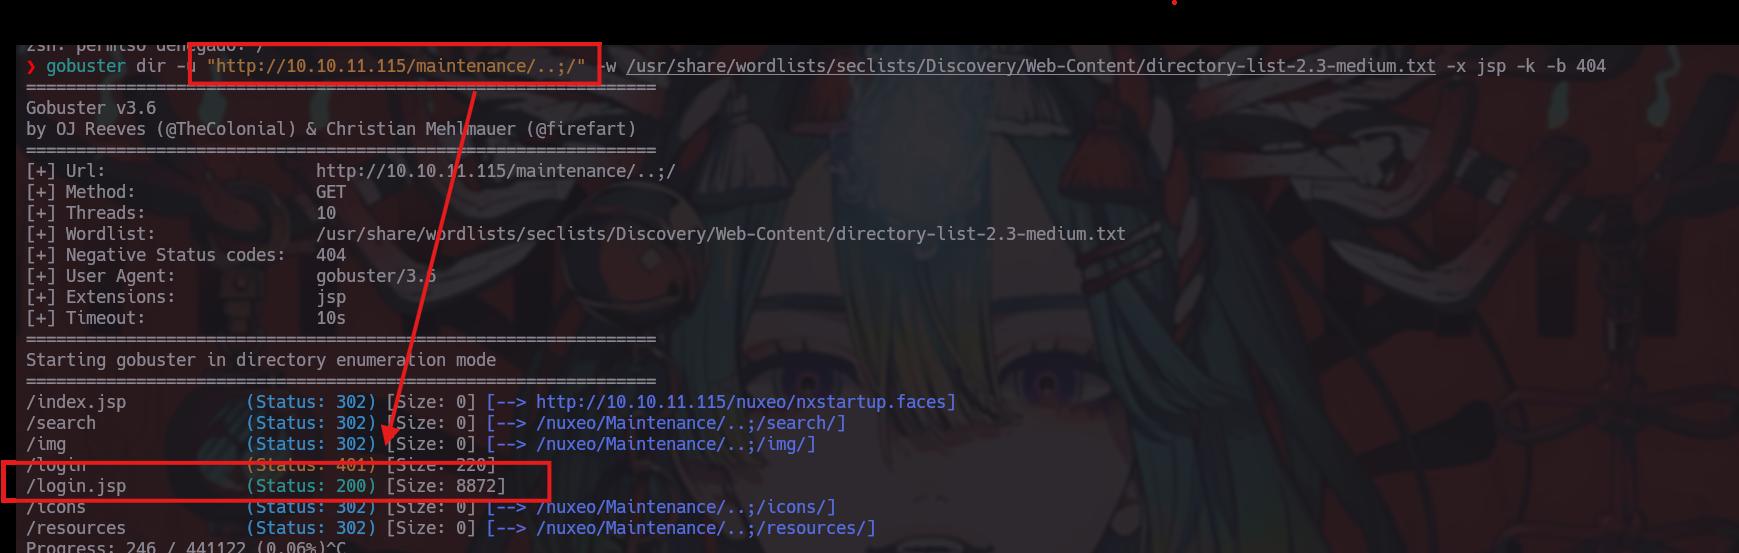 zsh: permiso denegado: /
❯ gobuster dir -u "http://10.10.11.115/maintenance/..;/" -w /usr/share/wordlists/seclists/Discovery/Web-Content/directory-list-2.3-medium.txt -x jsp -k -b 404
===============================================================
Gobuster v3.6
by OJ Reeves (@TheColonial) & Christian Mehlmauer (@firefart)
===============================================================
[+] Url: http://10.10.11.115/maintenance/..;/
[+] Method: GET
[+] Threads: 10
[+] Wordlist: /usr/share/wordlists/seclists/Discovery/Web-Content/directory-list-2.3-medium.txt
[+] Negative Status codes: 404
[+] User Agent: gobuster/3.6
[+] Extensions: jsp
[+] Timeout: 10s
===============================================================
Starting gobuster in directory enumeration mode
===============================================================
/index.jsp (Status: 302) [Size: 0] [--> http://10.10.11.115/nuxeo/nxstartup.faces]
/search (Status: 302) [Size: 0] [--> /nuxeo/Maintenance/..;/search/]
/img (Status: 302) [Size: 0] [--> /nuxeo/Maintenance/..;/img/]
/login (Status: 401) [Size: 220]
/login.jsp (Status: 200) [Size: 8872]
/icons (Status: 302) [Size: 0] [--> /nuxeo/Maintenance/..;/icons/]
/resources (Status: 302) [Size: 0] [--> /nuxeo/Maintenance/..;/resources/]
Progress: 246 / 441122 (0.06%)^C